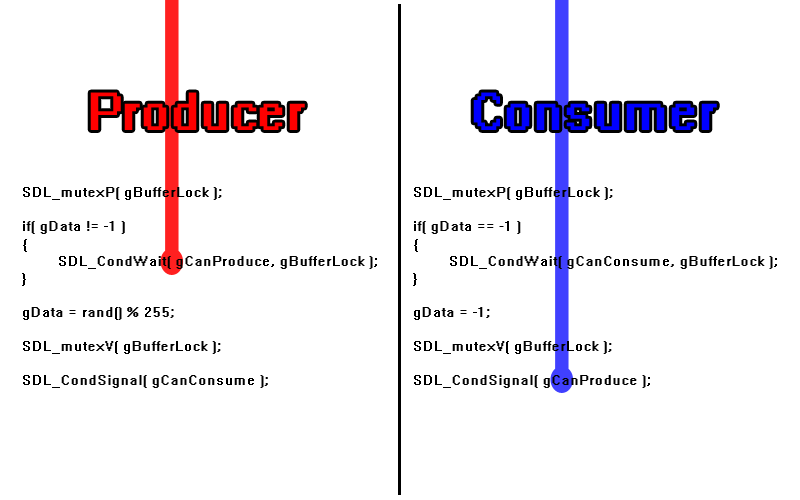 Producer
SDL_mutexP( gBufferLock );
if( gData != -1 )
{
SDL_CondWait( gCanProduce, gBufferLock );
}
gData = rand() % 255;
SDL_mutexV( gBufferLock );
SDL_CondSignal( gCanConsume );
Consumer
SDL_mutexP( gBufferLock );
if( gData == -1 )
{
SDL_CondWait( gCanConsume, gBufferLock );
}
gData = -1;
SDL_mutexV( gBufferLock );
SDL_CondSignal( gCanProduce );